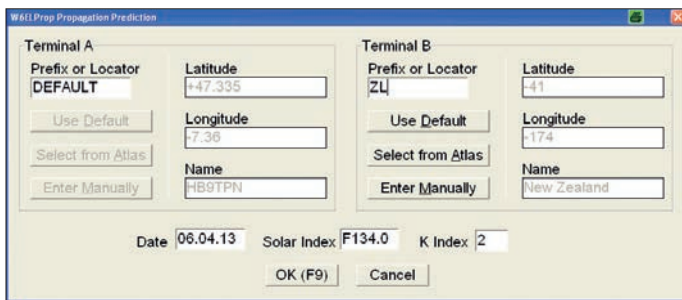 W6ELProp Propagation Prediction
Terminal A
Prefix or Locator
DEFAULT
Use Default
Select from Atlas
Enter Manually
Latitude
+47.335
Longitude
-7.36
Name
HB9TPN
Terminal B
Prefix or Locator
ZL
Use Default
Select from Atlas
Enter Manually
Latitude
-41
Longitude
-174
Name
New Zealand
Date 06.04.13 Solar Index F134.0 K Index 2
OK (F9) Cancel